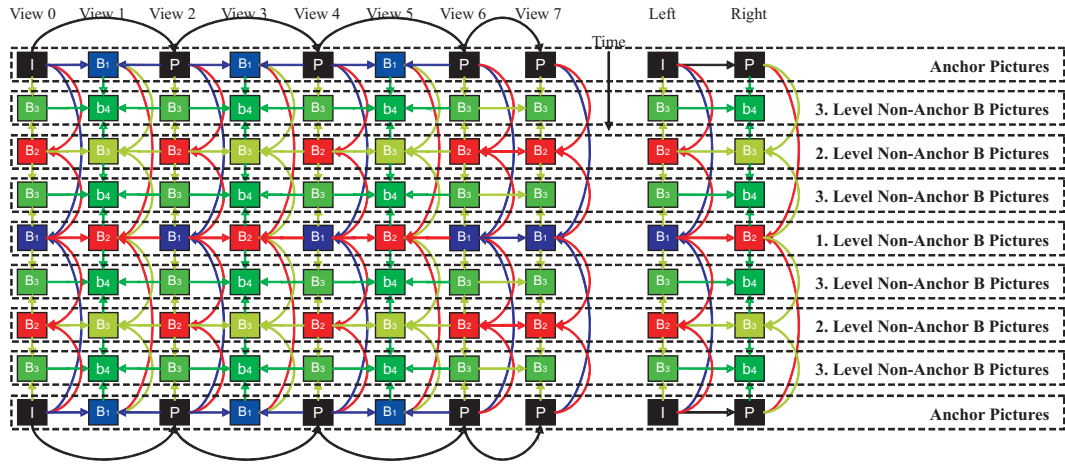 View 0 View 1 View 2 View 3 View 4 View 5 View 6 View 7 Left Right
Time
I B1 P B1 P B1 P P I P Anchor Pictures
B3 b4 B3 b4 B3 b4 B3 B3 B3 b4 3. Level Non-Anchor B Pictures
B2 B3 B2 B3 B2 B3 B2 B2 B2 B3 2. Level Non-Anchor B Pictures
B3 b4 B3 b4 B3 b4 B3 B3 B3 b4 3. Level Non-Anchor B Pictures
B1 B2 B1 B2 B1 B2 B1 B1 B1 B2 1. Level Non-Anchor B Pictures
B3 b4 B3 b4 B3 b4 B3 B3 B3 b4 3. Level Non-Anchor B Pictures
B2 B3 B2 B3 B2 B3 B2 B2 B2 B3 2. Level Non-Anchor B Pictures
B3 b4 B3 b4 B3 b4 B3 B3 B3 b4 3. Level Non-Anchor B Pictures
I B1 P B1 P B1 P P I P Anchor Pictures